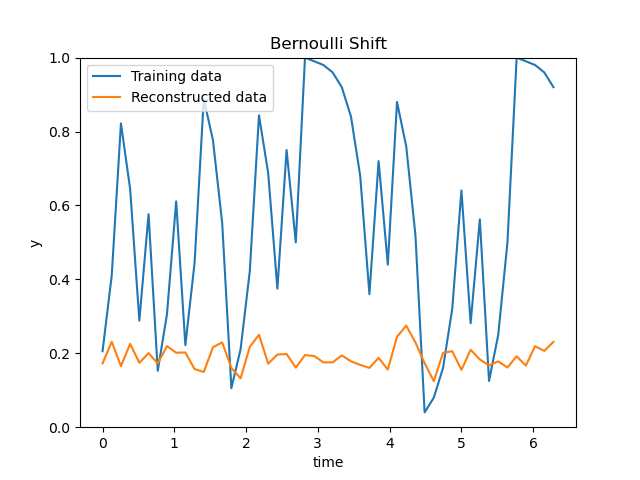 Bernoulli Shift
Training data
Reconstructed data
1.0
0.8
0.6
0.4
0.2
0.0
y
0 1 2 3 4 5 6
time